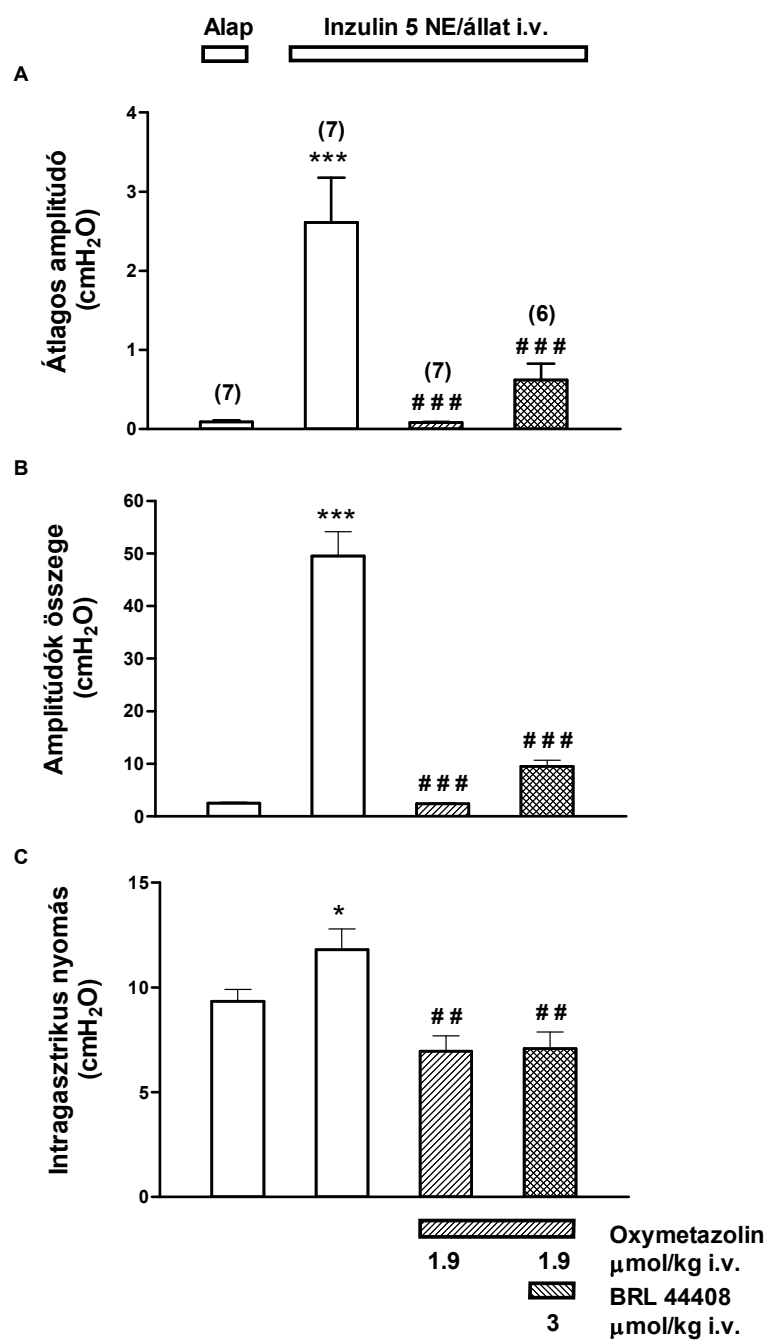 Alap Inzulin 5 NE/állat i.v.
A
Átlagos amplitúdó
(cmH₂O)
4
3
2
1
0
(7)
(7)
***
(7)
###
(6)
###
B
Amplitúdók összege
(cmH₂O)
60
50
40
30
20
10
0
***
###
###
C
Intragasztrikus nyomás
(cmH₂O)
15
10
5
0
*
##
##
Oxymetazolin
1.9 1.9 μmol/kg i.v.
BRL 44408
3 μmol/kg i.v.